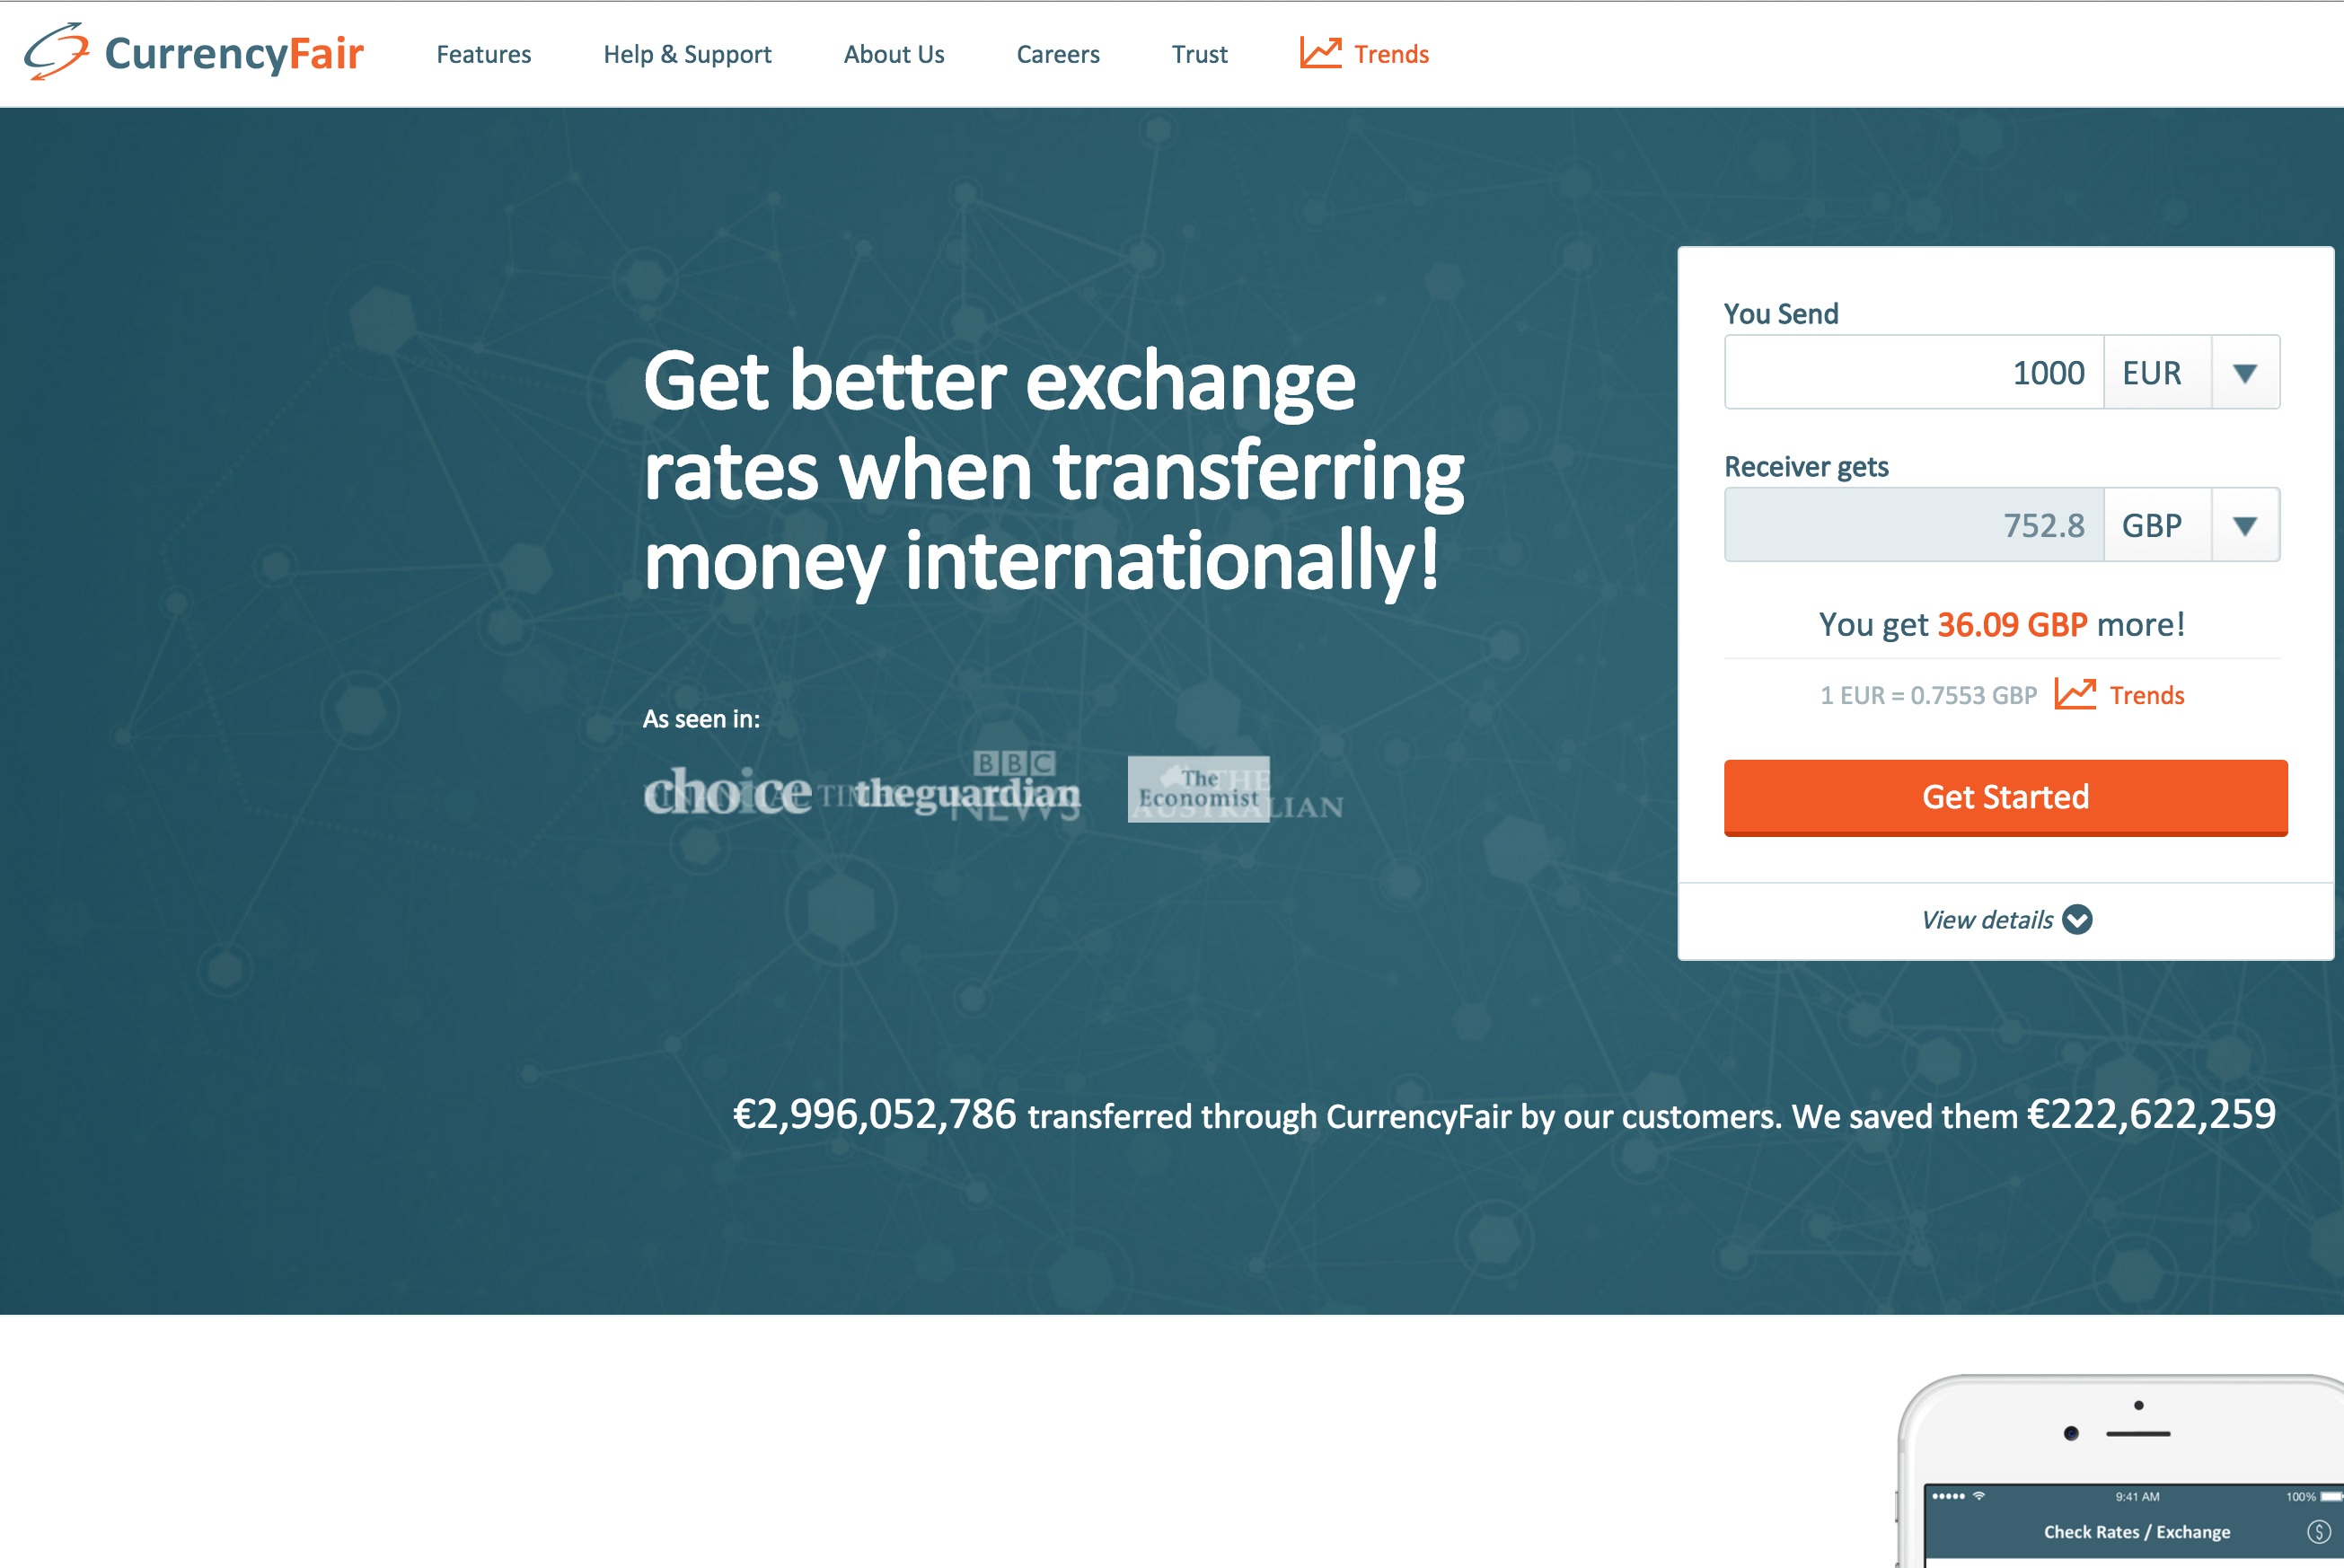 CurrencyFair Features Help & Support About Us Careers Trust Trends
Get better exchange
rates when transferring
money internationally!
As seen in:
choice
FINANCIAL TIMES
theguardian
BBC
NEWS
The
Economist
THE
AUSTRALIAN
You Send
1000 EUR
Receiver gets
752.8 GBP
You get 36.09 GBP more!
1 EUR = 0.7553 GBP Trends
Get Started
View details
€2,996,052,786 transferred through CurrencyFair by our customers. We saved them €222,622,259
9:41 AM 100%
Check Rates / Exchange $